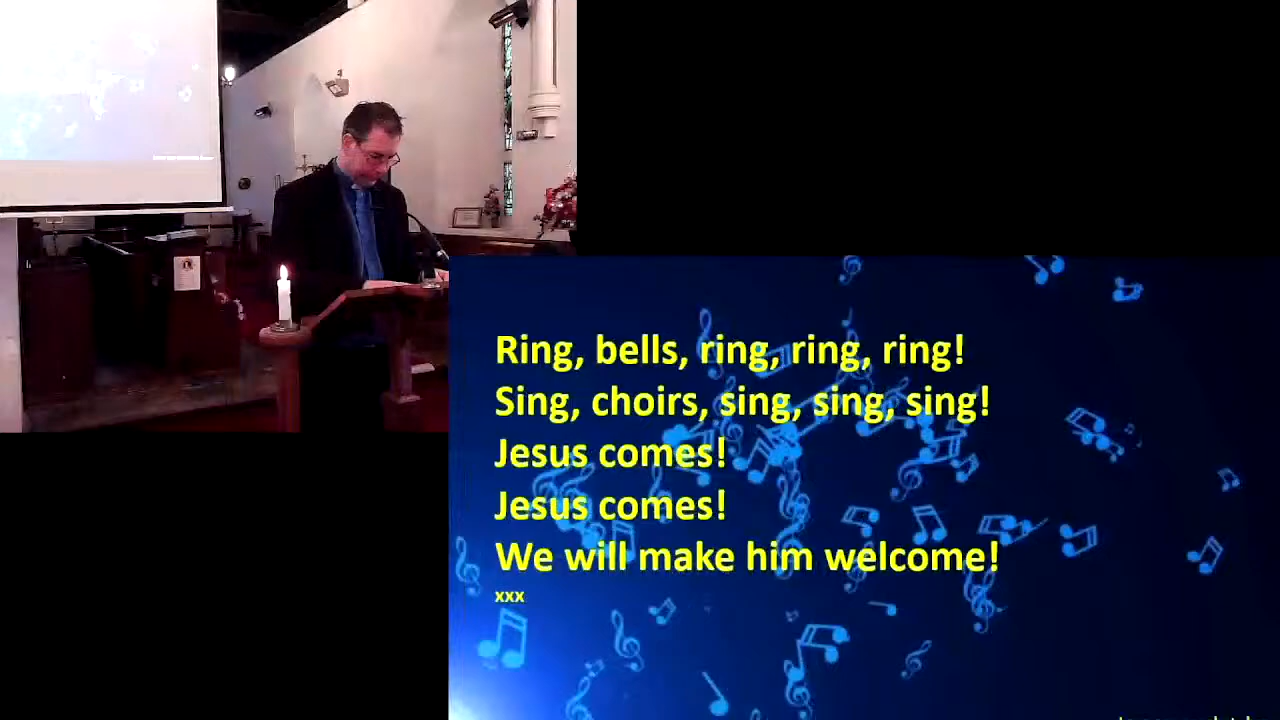 Ring, bells, ring, ring, ring!
Sing, choirs, sing, sing, sing!
Jesus comes!
Jesus comes!
We will make him welcome!
xxx